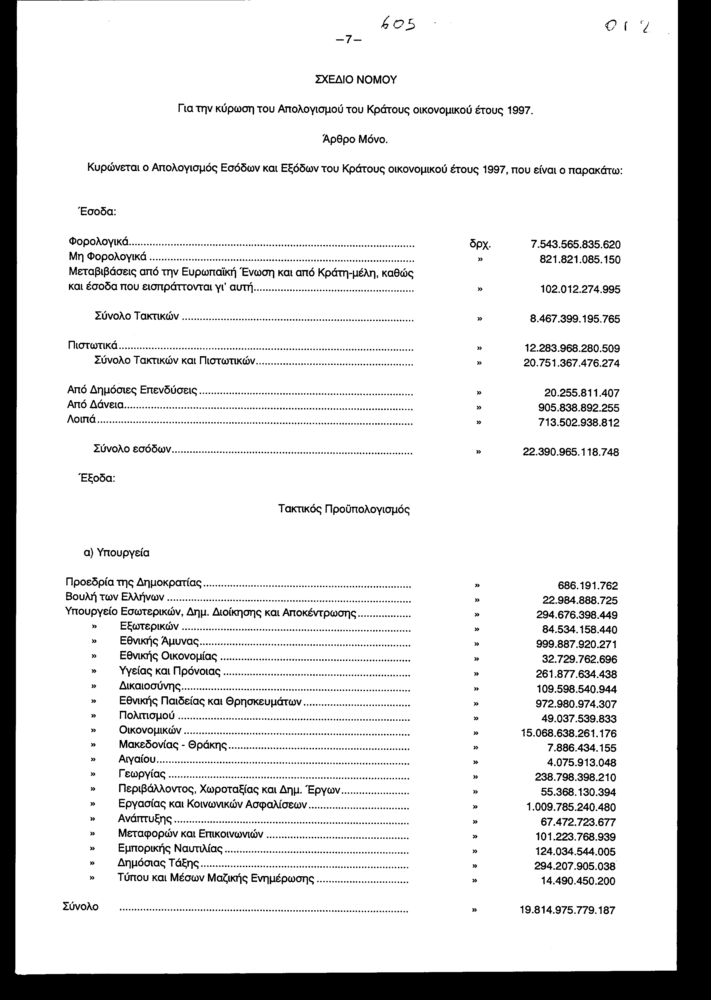 605
012
–7–
ΣΧΕΔΙΟ ΝΟΜΟΥ
Για την κύρωση του Απολογισμού του Κράτους οικονομικού έτους 1997.
Άρθρο Μόνο.
Κυρώνεται ο Απολογισμός Εσόδων και Εξόδων του Κράτους οικονομικού έτους 1997, που είναι ο παρακάτω:
Έσοδα:
Φορολογικά........ δρχ. 7.543.565.835.620
Μη Φορολογικά........ » 821.821.085.150
Μεταβιβάσεις από την Ευρωπαϊκή Ένωση και από Κράτη-μέλη, καθώς
και έσοδα που εισπράττονται γι' αυτή........ » 102.012.274.995
Σύνολο Τακτικών........ » 8.467.399.195.765
Πιστωτικά........ » 12.283.968.280.509
Σύνολο Τακτικών και Πιστωτικών........ » 20.751.367.476.274
Από Δημόσιες Επενδύσεις........ » 20.255.811.407
Από Δάνεια........ » 905.838.892.255
Λοιπά........ » 713.502.938.812
Σύνολο εσόδων........ » 22.390.965.118.748
Έξοδα:
Τακτικός Προϋπολογισμός
α) Υπουργεία
Προεδρία της Δημοκρατίας........ » 686.191.762
Βουλή των Ελλήνων........ » 22.984.888.725
Υπουργείο Εσωτερικών, Δημ. Διοίκησης και Αποκέντρωσης........ » 294.676.398.449
» Εξωτερικών........ » 84.534.158.440
» Εθνικής Άμυνας........ » 999.887.920.271
» Εθνικής Οικονομίας........ » 32.729.762.696
» Υγείας και Πρόνοιας........ » 261.877.634.438
» Δικαιοσύνης........ » 109.598.540.944
» Εθνικής Παιδείας και Θρησκευμάτων........ » 972.980.974.307
» Πολιτισμού........ » 49.037.539.833
» Οικονομικών........ » 15.068.638.261.176
» Μακεδονίας - Θράκης........ » 7.886.434.155
» Αιγαίου........ » 4.075.913.048
» Γεωργίας........ » 238.798.398.210
» Περιβάλλοντος, Χωροταξίας και Δημ. Έργων........ » 55.368.130.394
» Εργασίας και Κοινωνικών Ασφαλίσεων........ » 1.009.785.240.480
» Ανάπτυξης........ » 67.472.723.677
» Μεταφορών και Επικοινωνιών........ » 101.223.768.939
» Εμπορικής Ναυτιλίας........ » 124.034.544.005
» Δημόσιας Τάξης........ » 294.207.905.038
» Τύπου και Μέσων Μαζικής Ενημέρωσης........ » 14.490.450.200
Σύνολο ........ » 19.814.975.779.187